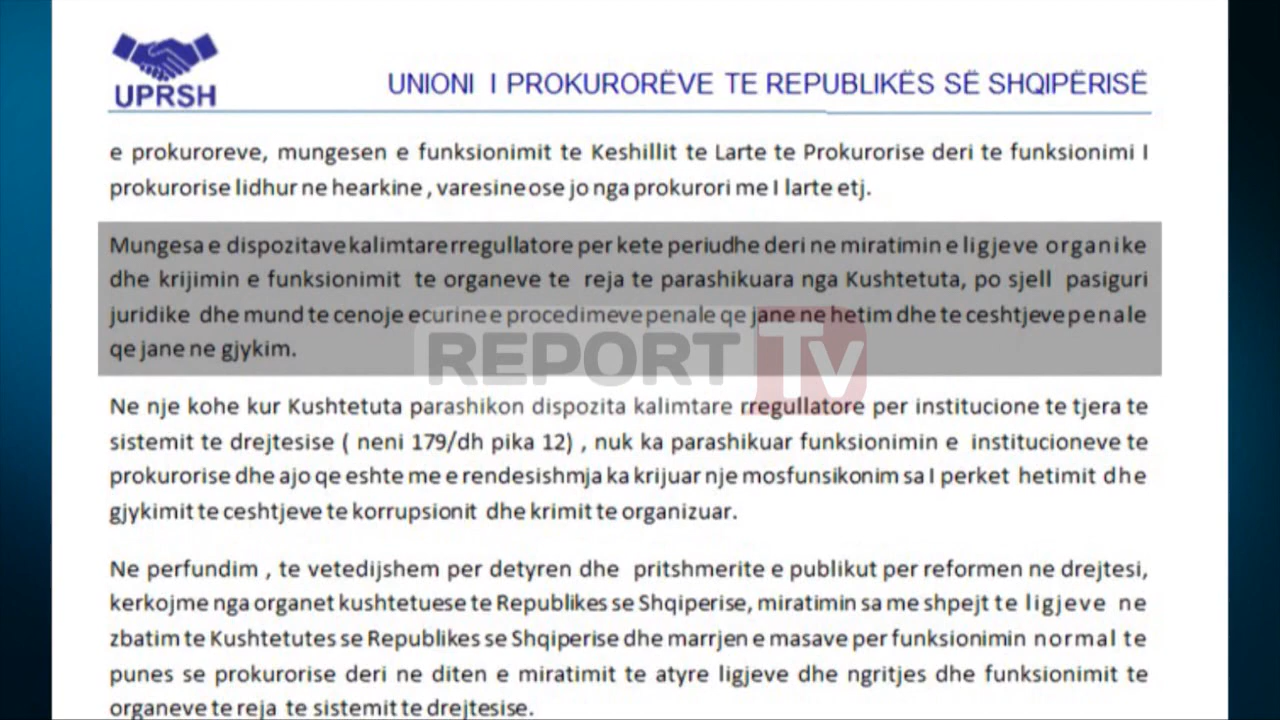 UPRSH
UNIONI I PROKURORËVE TE REPUBLIKËS SË SHQIPËRISË
e prokuroreve, mungesen e funksionimit te Keshillit te Larte te Prokurorise deri te funksionimi I
prokurorise lidhur ne hearkine , varesine ose jo nga prokurori me I larte etj.
Mungesa e dispozitave kalimtare rregullatore per kete periudhe deri ne miratimin e ligjeve organike
dhe krijimin e funksionimit te organeve te reja te parashikuara nga Kushtetuta, po sjell pasiguri
juridike dhe mund te cenoje ecurine e procedimeve penale qe jane ne hetim dhe te ceshtjeve penale
qe jane ne gjykim.
REPORT Tv
Ne nje kohe kur Kushtetuta parashikon dispozita kalimtare rregullatore per institucione te tjera te
sistemit te drejtesise ( neni 179/dh pika 12) , nuk ka parashikuar funksionimin e institucioneve te
prokurorise dhe ajo qe eshte me e rendesishmja ka krijuar nje mosfunsikonim sa I perket hetimit dhe
gjykimit te ceshtjeve te korrupsionit dhe krimit te organizuar.
Ne perfundim , te vetedijshem per detyren dhe pritshmerite e publikut per reformen ne drejtesi,
kerkojme nga organet kushtetuese te Republikes se Shqiperise, miratimin sa me shpejt te ligjeve ne
zbatim te Kushtetutes se Republikes se Shqiperise dhe marrjen e masave per funksionimin normal te
punes se prokurorise deri ne diten e miratimit te atyre ligjeve dhe ngritjes dhe funksionimit te
organeve te reja te sistemit te drejtesise.